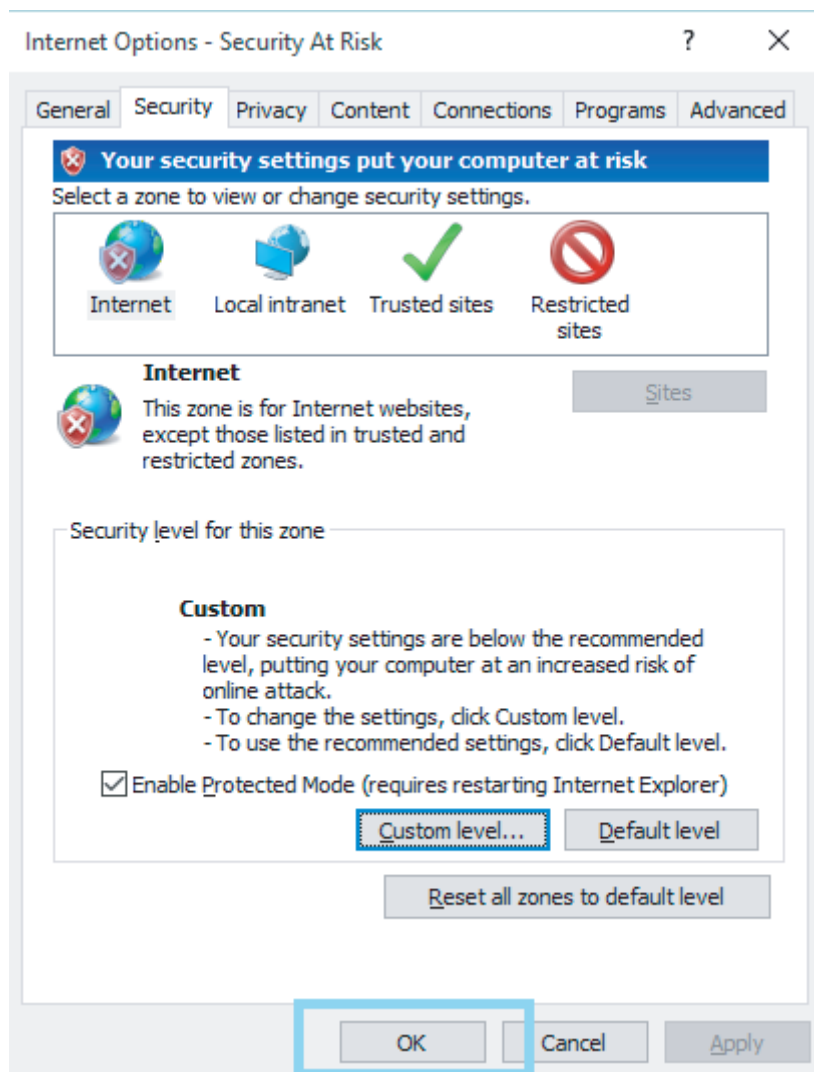 Internet Options - Security At Risk
?
General Security Privacy Content Connections Programs Advanced
Your security settings put your computer at risk
Select a zone to view or change security settings.
Internet Local intranet Trusted sites Restricted
sites
Internet
Sites
This zone is for Internet websites,
except those listed in trusted and
restricted zones.
Security level for this zone
Custom
- Your security settings are below the recommended
level, putting your computer at an increased risk of
online attack.
- To change the settings, click Custom level.
- To use the recommended settings, click Default level.
Enable Protected Mode (requires restarting Internet Explorer)
Custom level... Default level
Reset all zones to default level
OK Cancel Apply